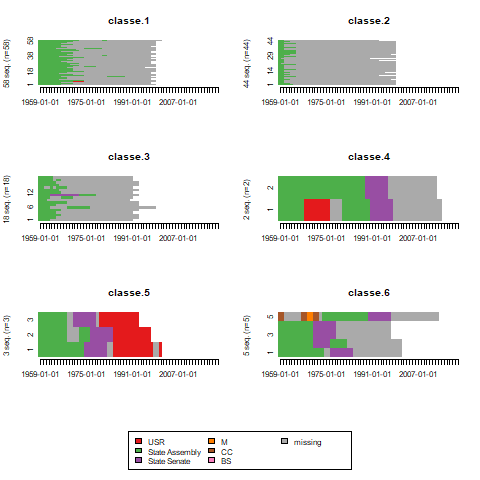 classe.1
58 seq. (n=58)
1 18 38 58
1959-01-01 1975-01-01 1991-01-01 2007-01-01
classe.2
44 seq. (n=44)
1 14 29 44
1959-01-01 1975-01-01 1991-01-01 2007-01-01
classe.3
18 seq. (n=18)
1 6 12
1959-01-01 1975-01-01 1991-01-01 2007-01-01
classe.4
2 seq. (n=2)
1 2
1959-01-01 1975-01-01 1991-01-01 2007-01-01
classe.5
3 seq. (n=3)
1 2 3
1959-01-01 1975-01-01 1991-01-01 2007-01-01
classe.6
5 seq. (n=5)
1 3 5
1959-01-01 1975-01-01 1991-01-01 2007-01-01
USR M missing
State Assembly CC
State Senate BS